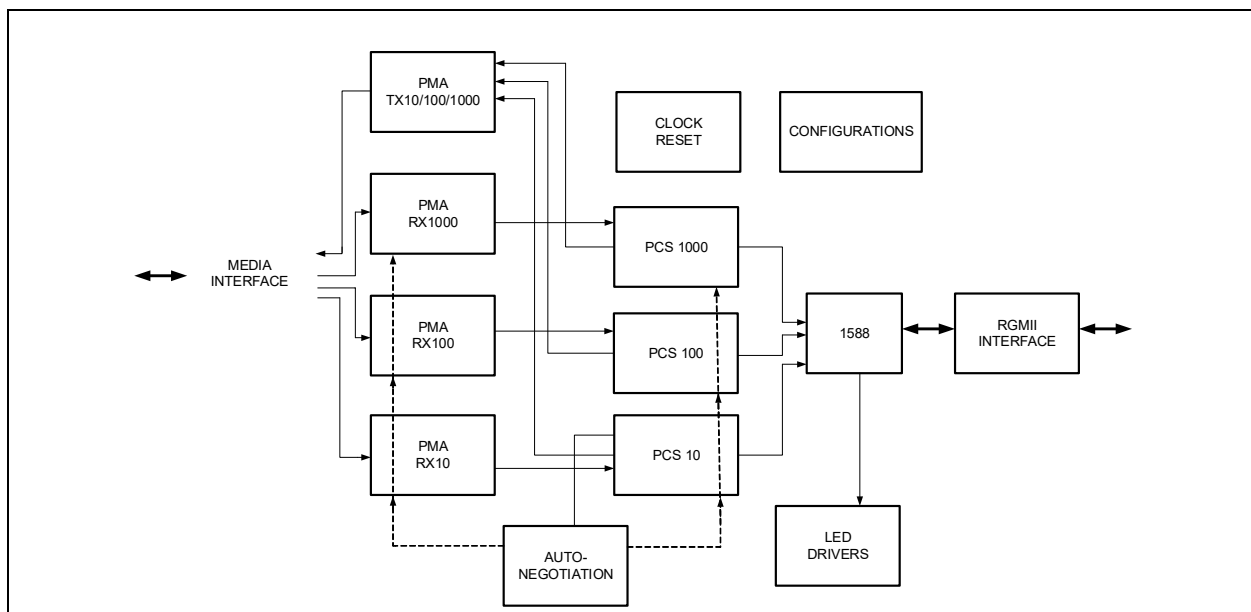 PMA
TX10/100/1000
CLOCK
RESET
CONFIGURATIONS
PMA
RX1000
PCS 1000
MEDIA
INTERFACE
PMA
RX100
PCS 100
1588
RGMII
INTERFACE
PMA
RX10
PCS 10
AUTO-
NEGOTIATION
LED
DRIVERS